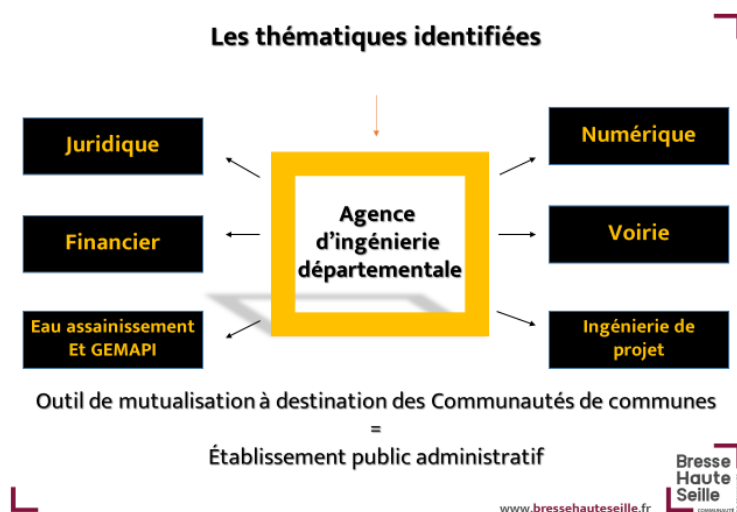 Les thématiques identifiées
Juridique
Numérique
Agence
d'ingénierie
départementale
Financier
Voirie
Eau assainissement
Et GEMAPI
Ingénierie de
projet
Outil de mutualisation à destination des Communautés de communes
=
Établissement public administratif
Bresse
Haute
Seille
COMMUNAUTÉ
www.bressehauteseille.fr